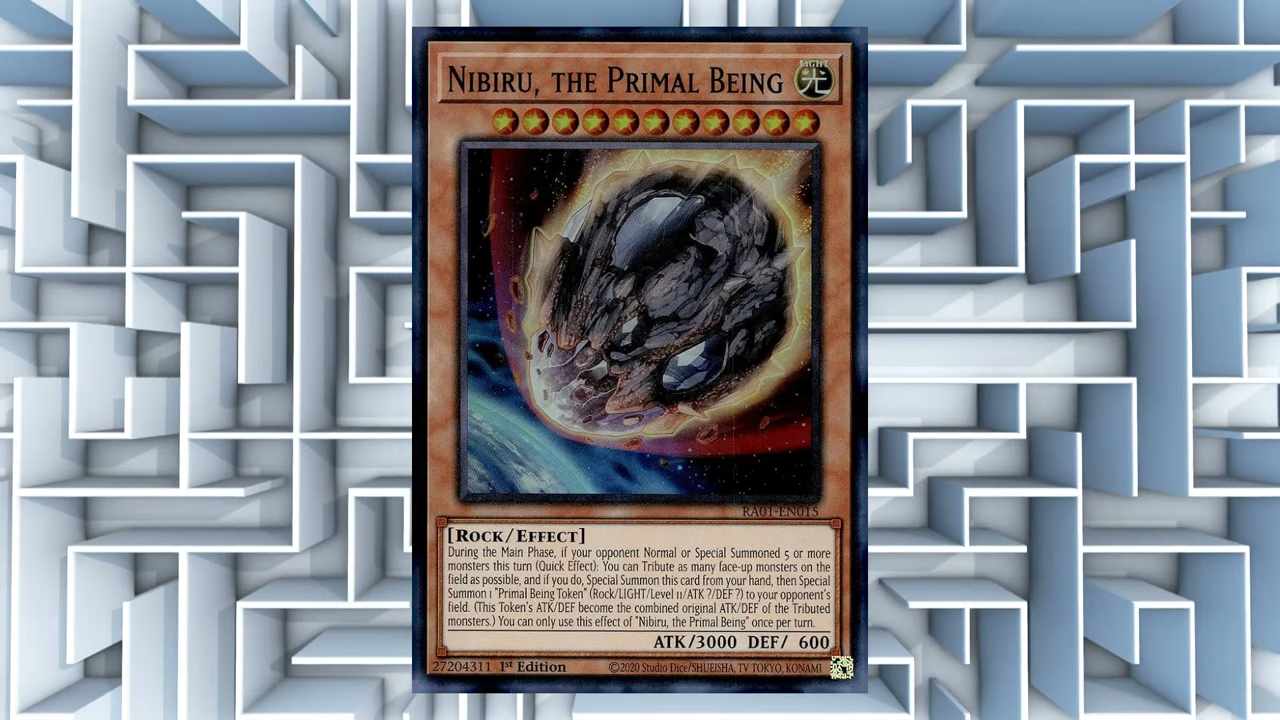 NIBIRU, THE PRIMAL BEING
LIGHT
光
RA01-EN015
[ROCK/EFFECT]
During the Main Phase, if your opponent Normal or Special Summoned 5 or more
monsters this turn (Quick Effect): You can Tribute as many face-up monsters on the
field as possible, and if you do, Special Summon this card from your hand, then Special
Summon 1 "Primal Being Token" (Rock/LIGHT/Level 11/ATK ?/DEF ?) to your opponent's
field. (This Token's ATK/DEF become the combined original ATK/DEF of the Tributed
monsters.) You can only use this effect of "Nibiru, the Primal Being" once per turn.
ATK/3000 DEF/ 600
27204311 1st Edition ©2020 Studio Dice/SHUEISHA, TV TOKYO, KONAMI